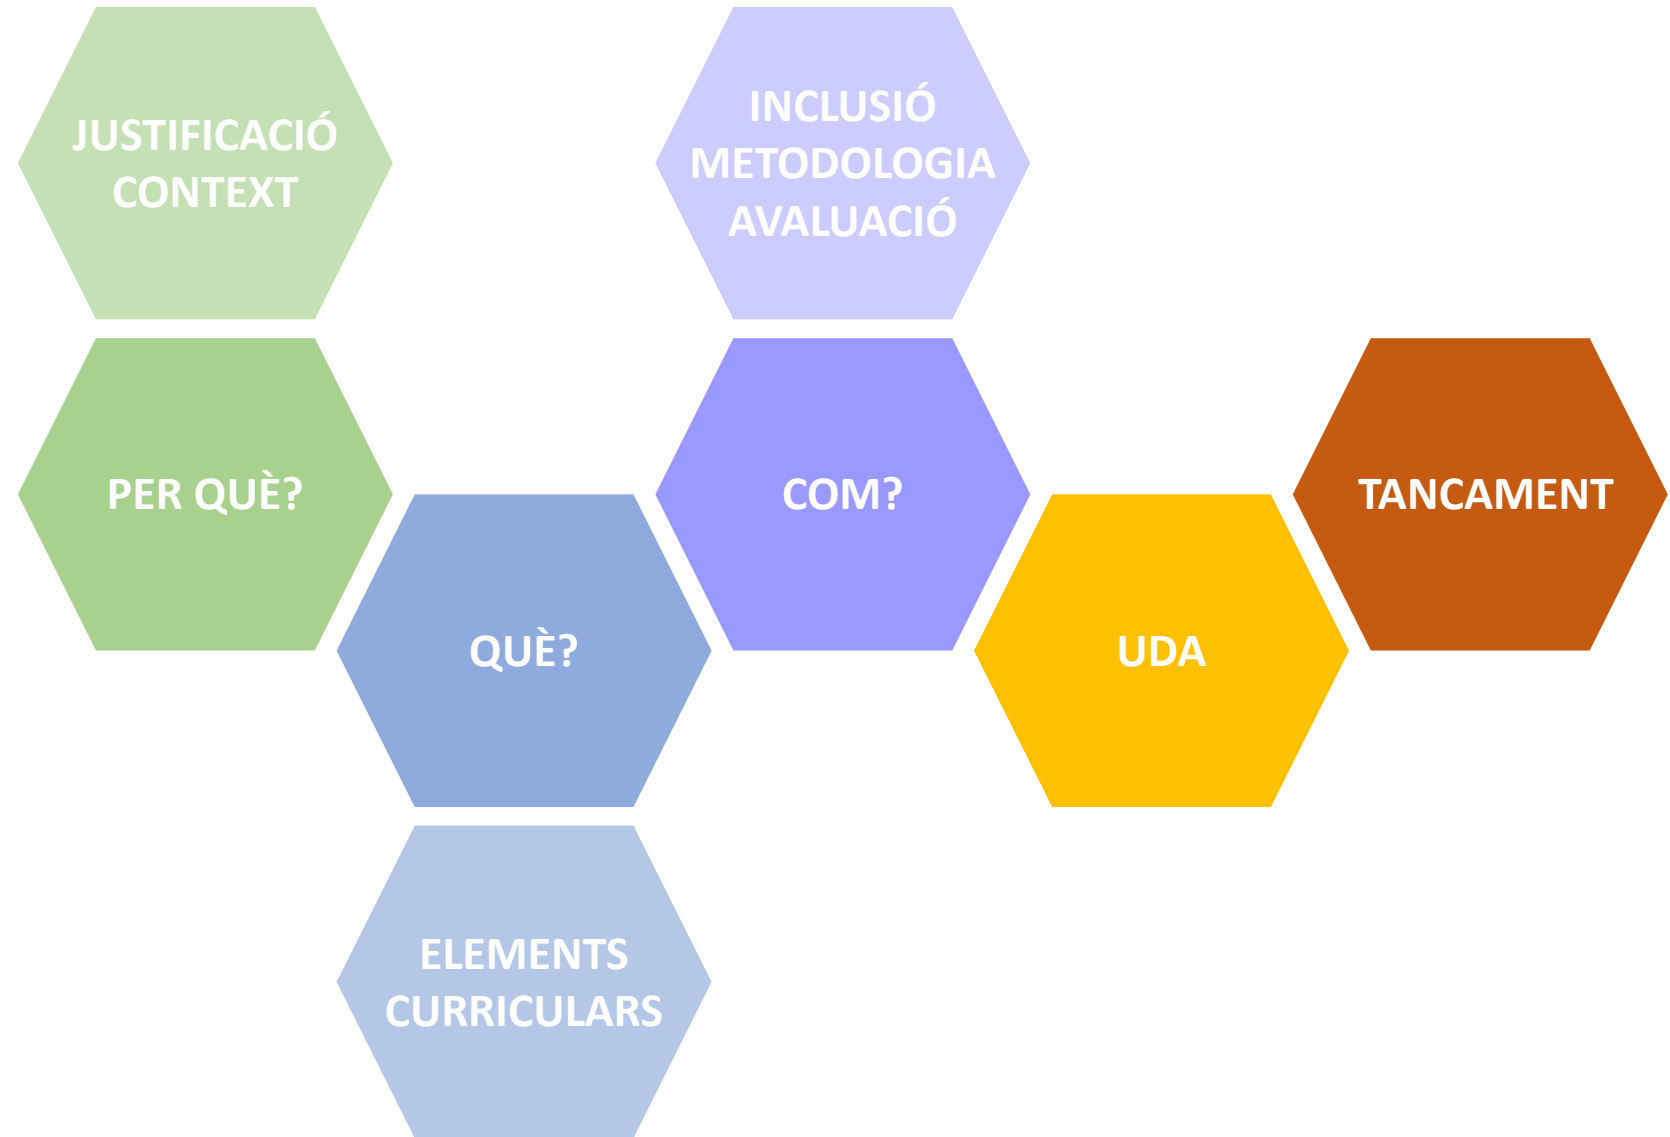 JUSTIFICACIÓ
CONTEXT
INCLUSIÓ
METODOLOGIA
AVALUACIÓ
PER QUÈ?
COM?
TANCAMENT
QUÈ?
UDA
ELEMENTS
CURRICULARS